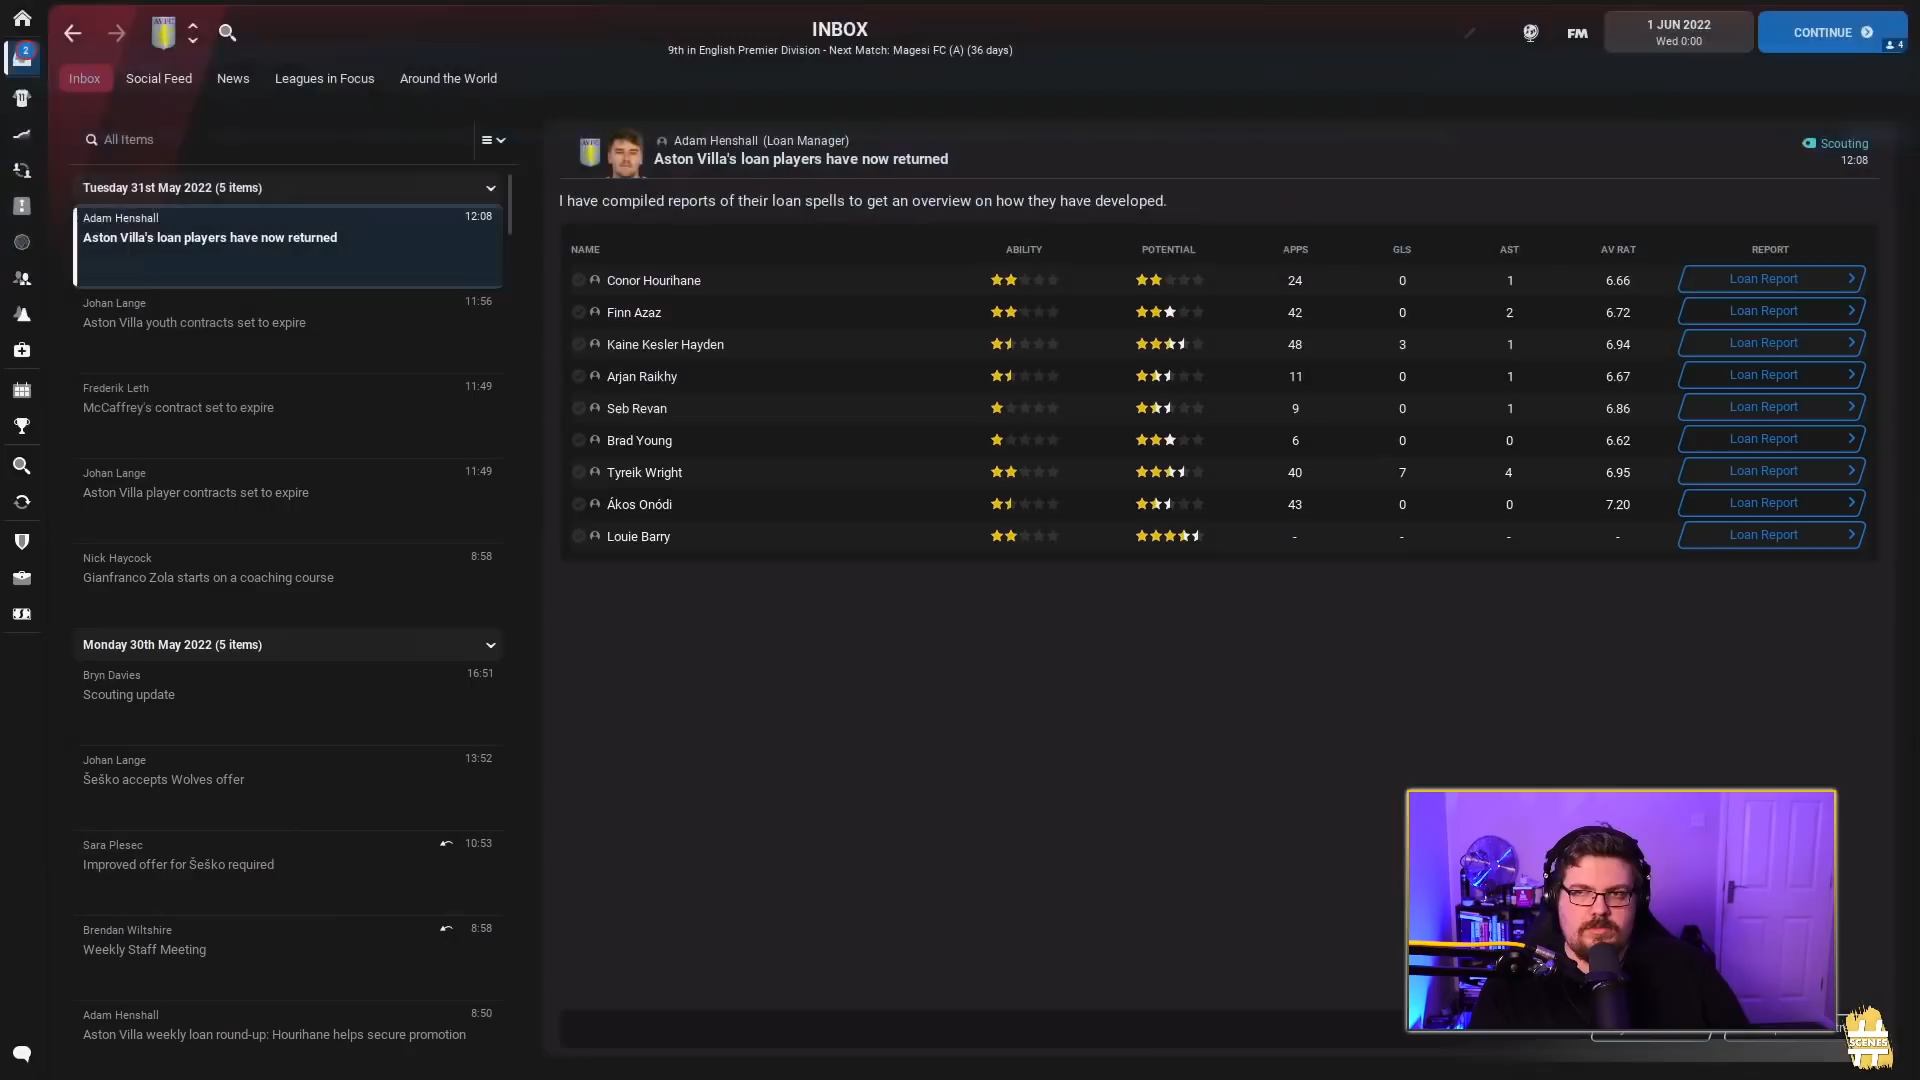 2
INBOX
9th in English Premier Division - Next Match: Magesi FC (A) (36 days)
FM
1 JUN 2022
Wed 0:00
CONTINUE
4
Inbox
Social Feed
News
Leagues in Focus
Around the World
All Items
Tuesday 31st May 2022 (5 items)
Adam Henshall 12:08
Aston Villa's loan players have now returned
Johan Lange 11:56
Aston Villa youth contracts set to expire
Frederik Leth 11:49
McCaffrey's contract set to expire
Johan Lange 11:49
Aston Villa player contracts set to expire
Nick Haycock 8:58
Gianfranco Zola starts on a coaching course
Monday 30th May 2022 (5 items)
Bryn Davies 16:51
Scouting update
Johan Lange 13:52
Šeško accepts Wolves offer
Sara Plesec 10:53
Improved offer for Šeško required
Brendan Wiltshire 8:58
Weekly Staff Meeting
Adam Henshall 8:50
Aston Villa weekly loan round-up: Hourihane helps secure promotion
Adam Henshall (Loan Manager)
Aston Villa's loan players have now returned
Scouting
12:08
I have compiled reports of their loan spells to get an overview on how they have developed.
NAME ABILITY POTENTIAL APPS GLS AST AV RAT REPORT
Conor Hourihane 24 0 1 6.66 Loan Report
Finn Azaz 42 0 2 6.72 Loan Report
Kaine Kesler Hayden 48 3 1 6.94 Loan Report
Arjan Raikhy 11 0 1 6.67 Loan Report
Seb Revan 9 0 1 6.86 Loan Report
Brad Young 6 0 0 6.62 Loan Report
Tyreik Wright 40 7 4 6.95 Loan Report
Ákos Onódi 43 0 0 7.20 Loan Report
Louie Barry - - - - Loan Report
#
SCENES